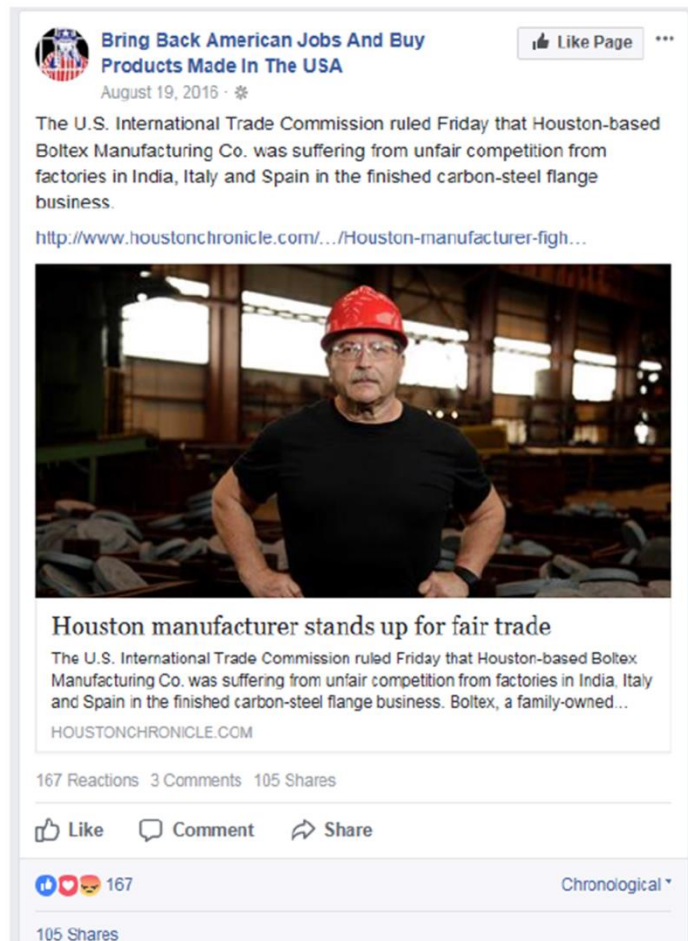 Bring Back American Jobs And Buy
Products Made In The USA
Like Page
August 19, 2016 ·
The U.S. International Trade Commission ruled Friday that Houston-based
Boltex Manufacturing Co. was suffering from unfair competition from
factories in India, Italy and Spain in the finished carbon-steel flange
business.
http://www.houstonchronicle.com/.../Houston-manufacturer-figh...
Houston manufacturer stands up for fair trade
The U.S. International Trade Commission ruled Friday that Houston-based Boltex
Manufacturing Co. was suffering from unfair competition from factories in India, Italy
and Spain in the finished carbon-steel flange business. Boltex, a family-owned...
HOUSTONCHRONICLE.COM
167 Reactions 3 Comments 105 Shares
Like Comment Share
167
Chronological
105 Shares